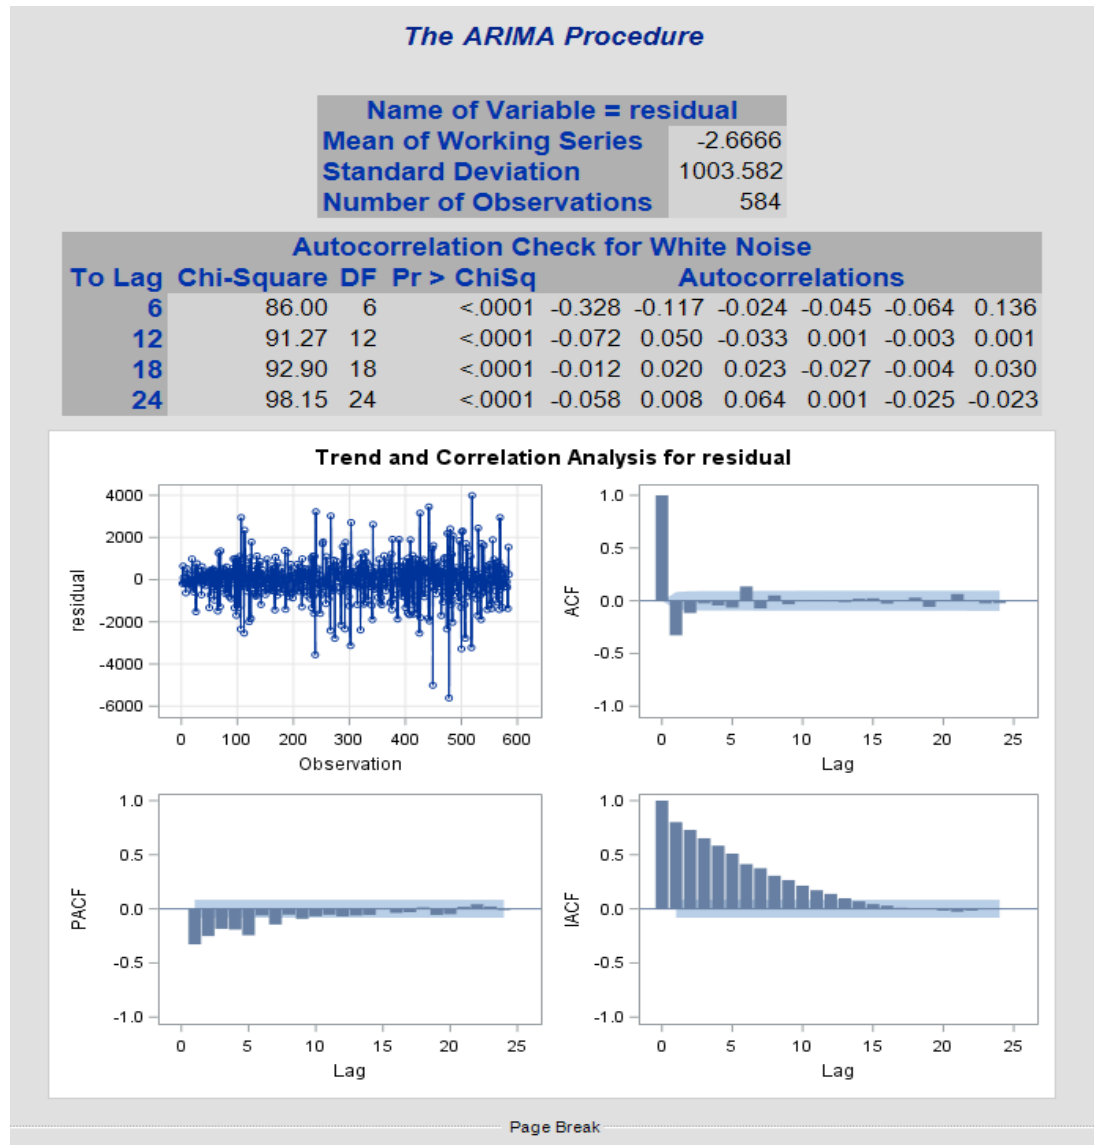 The ARIMA Procedure
Name of Variable = residual
Mean of Working Series -2.6666
Standard Deviation 1003.582
Number of Observations 584
Autocorrelation Check for White Noise
To Lag Chi-Square DF Pr > ChiSq Autocorrelations
6 86.00 6 <.0001 -0.328 -0.117 -0.024 -0.045 -0.064 0.136
12 91.27 12 <.0001 -0.072 0.050 -0.033 0.001 -0.003 0.001
18 92.90 18 <.0001 -0.012 0.020 0.023 -0.027 -0.004 0.030
24 98.15 24 <.0001 -0.058 0.008 0.064 0.001 -0.025 -0.023
Trend and Correlation Analysis for residual
4000
2000
0
-2000
-4000
-6000
residual
0 100 200 300 400 500 600
Observation
1.0
0.5
0.0
-0.5
-1.0
ACF
0 5 10 15 20 25
Lag
1.0
0.5
0.0
-0.5
-1.0
PACF
0 5 10 15 20 25
Lag
1.0
0.5
0.0
-0.5
-1.0
IACF
0 5 10 15 20 25
Lag
Page Break